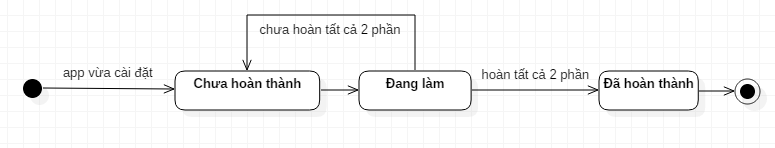 chưa hoàn tất cả 2 phần
app vừa cài đặt
Chưa hoàn thành
Đang làm
hoàn tất cả 2 phần
Đã hoàn thành